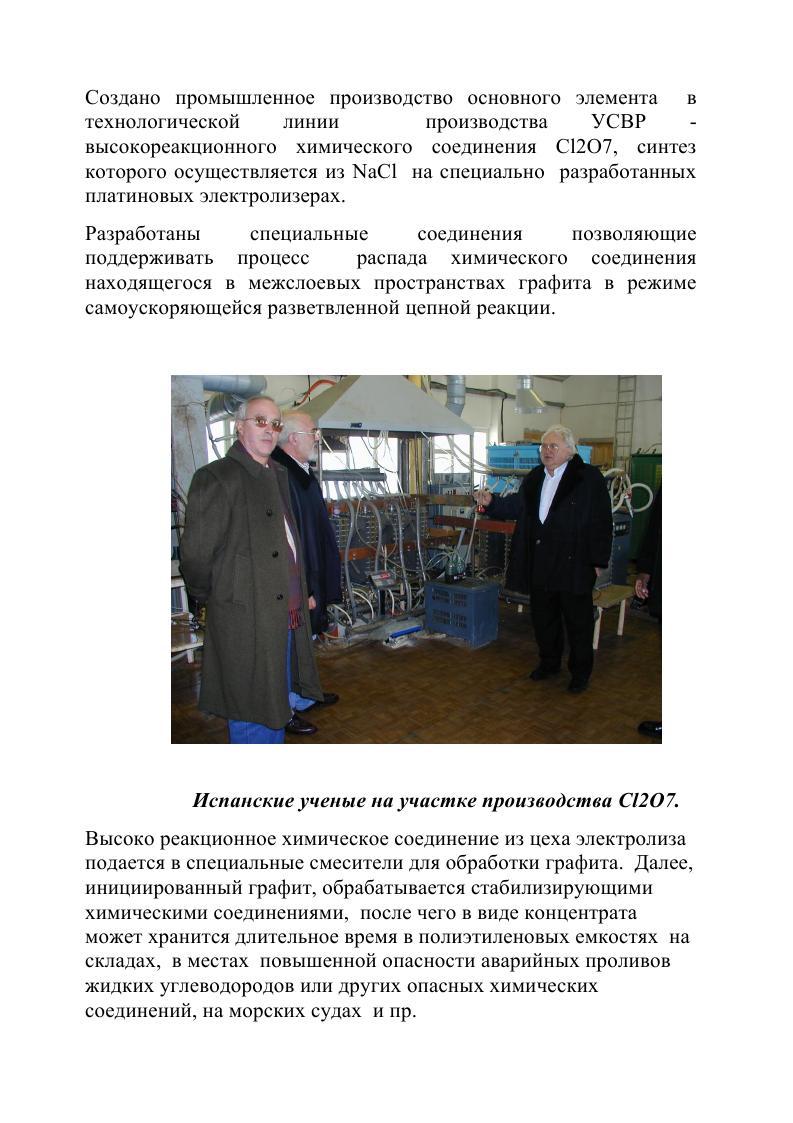 Создано промышленное производство основного элемента в
технологической линии производства УСВР -
высокореакционного химического соединения Cl2O7, синтез
которого осуществляется из NaCl на специально разработанных
платиновых электролизерах.
Разработаны специальные соединения позволяющие
поддерживать процесс распада химического соединения
находящегося в межслоевых пространствах графита в режиме
самоускоряющейся разветвленной цепной реакции.
Испанские ученые на участке производства Cl2O7.
Высоко реакционное химическое соединение из цеха электролиза
подается в специальные смесители для обработки графита. Далее,
инициированный графит, обрабатывается стабилизирующими
химическими соединениями, после чего в виде концентрата
может хранится длительное время в полиэтиленовых емкостях на
складах, в местах повышенной опасности аварийных проливов
жидких углеводородов или других опасных химических
соединений, на морских судах и пр.